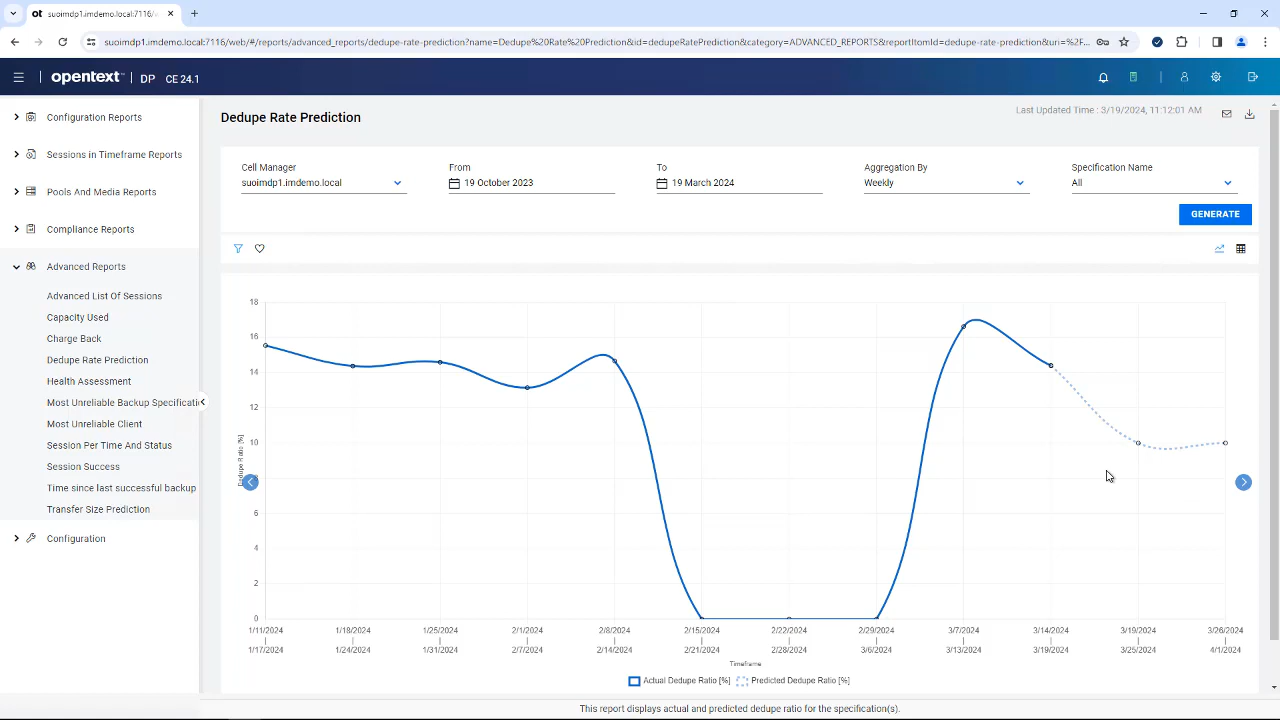 ot suoimdp1.imdemo.local:7116/w
suoimdp1.imdemo.local:7116/web/#/reports/advanced_reports/dedupe-rate-prediction?name=Dedupe%20Rate%20Prediction&id=dedupeRatePrediction&category=ADVANCED_REPORTS&reportItemId=dedupe-rate-prediction&uri=%2F...
opentext™ | DP CE 24.1
Configuration Reports
Sessions in Timeframe Reports
Pools And Media Reports
Compliance Reports
Advanced Reports
Advanced List Of Sessions
Capacity Used
Charge Back
Dedupe Rate Prediction
Health Assessment
Most Unreliable Backup Specificati
Most Unreliable Client
Session Per Time And Status
Session Success
Time since last successful backup
Transfer Size Prediction
Configuration
Dedupe Rate Prediction
Last Updated Time : 3/19/2024, 11:12:01 AM
Cell Manager From To Aggregation By Specification Name
suoimdp1.imdemo.local 19 October 2023 19 March 2024 Weekly All
GENERATE
18
16
14
12
10
6
4
2
0
Dedupe Ratio [%]
1/11/2024 1/18/2024 1/25/2024 2/1/2024 2/8/2024 2/15/2024 2/22/2024 2/29/2024 3/7/2024 3/14/2024 3/19/2024 3/26/2024
1/17/2024 1/24/2024 1/31/2024 2/7/2024 2/14/2024 2/21/2024 2/28/2024 3/6/2024 3/13/2024 3/19/2024 3/25/2024 4/1/2024
Timeframe
Actual Dedupe Ratio [%] Predicted Dedupe Ratio [%]
This report displays actual and predicted dedupe ratio for the specification(s).